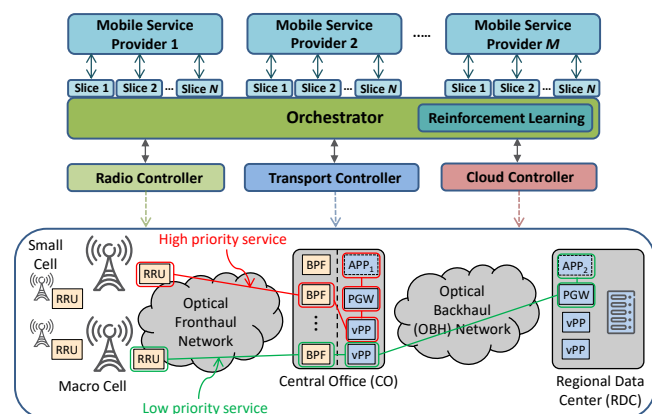 Mobile Service
Provider 1
Mobile Service
Provider 2
.....
Mobile Service
Provider M
Slice 1
Slice 2
...
Slice N
Slice 1
Slice 2
...
Slice N
Slice 1
Slice 2
...
Slice N
Orchestrator
Reinforcement Learning
Radio Controller
Transport Controller
Cloud Controller
Small
Cell
High priority service
RRU
RRU
RRU
RRU
Macro Cell
Optical
Fronthaul
Network
Low priority service
BPF
BPF
⋮
BPF
APP1
PGW
vPP
vPP
Central Office (CO)
Optical
Backhaul
(OBH) Network
APP2
PGW
vPP
vPP
Regional Data
Center (RDC)